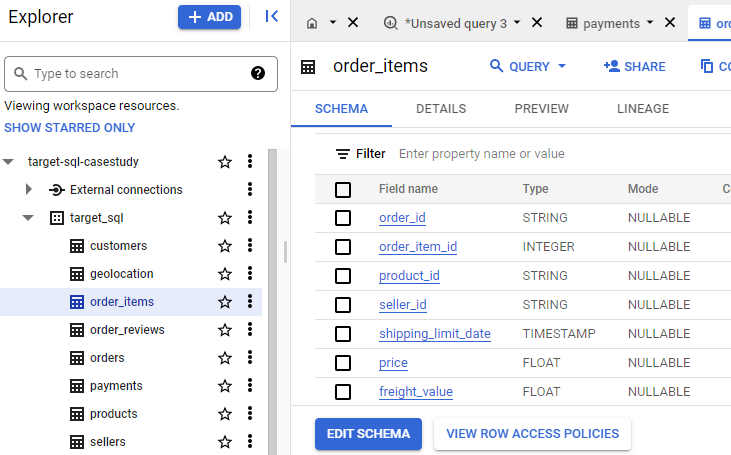 Explorer
+ ADD
Type to search
?
Viewing workspace resources.
SHOW STARRED ONLY
target-sql-casestudy
External connections
target_sql
customers
geolocation
order_items
order_reviews
orders
payments
products
sellers
*Unsaved query 3
payments
ord
order_items
QUERY
SHARE
CO
SCHEMA DETAILS PREVIEW LINEAGE
Filter Enter property name or value
Field name Type Mode C
order_id STRING NULLABLE
order_item_id INTEGER NULLABLE
product_id STRING NULLABLE
seller_id STRING NULLABLE
shipping_limit_date TIMESTAMP NULLABLE
price FLOAT NULLABLE
freight_value FLOAT NULLABLE
EDIT SCHEMA VIEW ROW ACCESS POLICIES